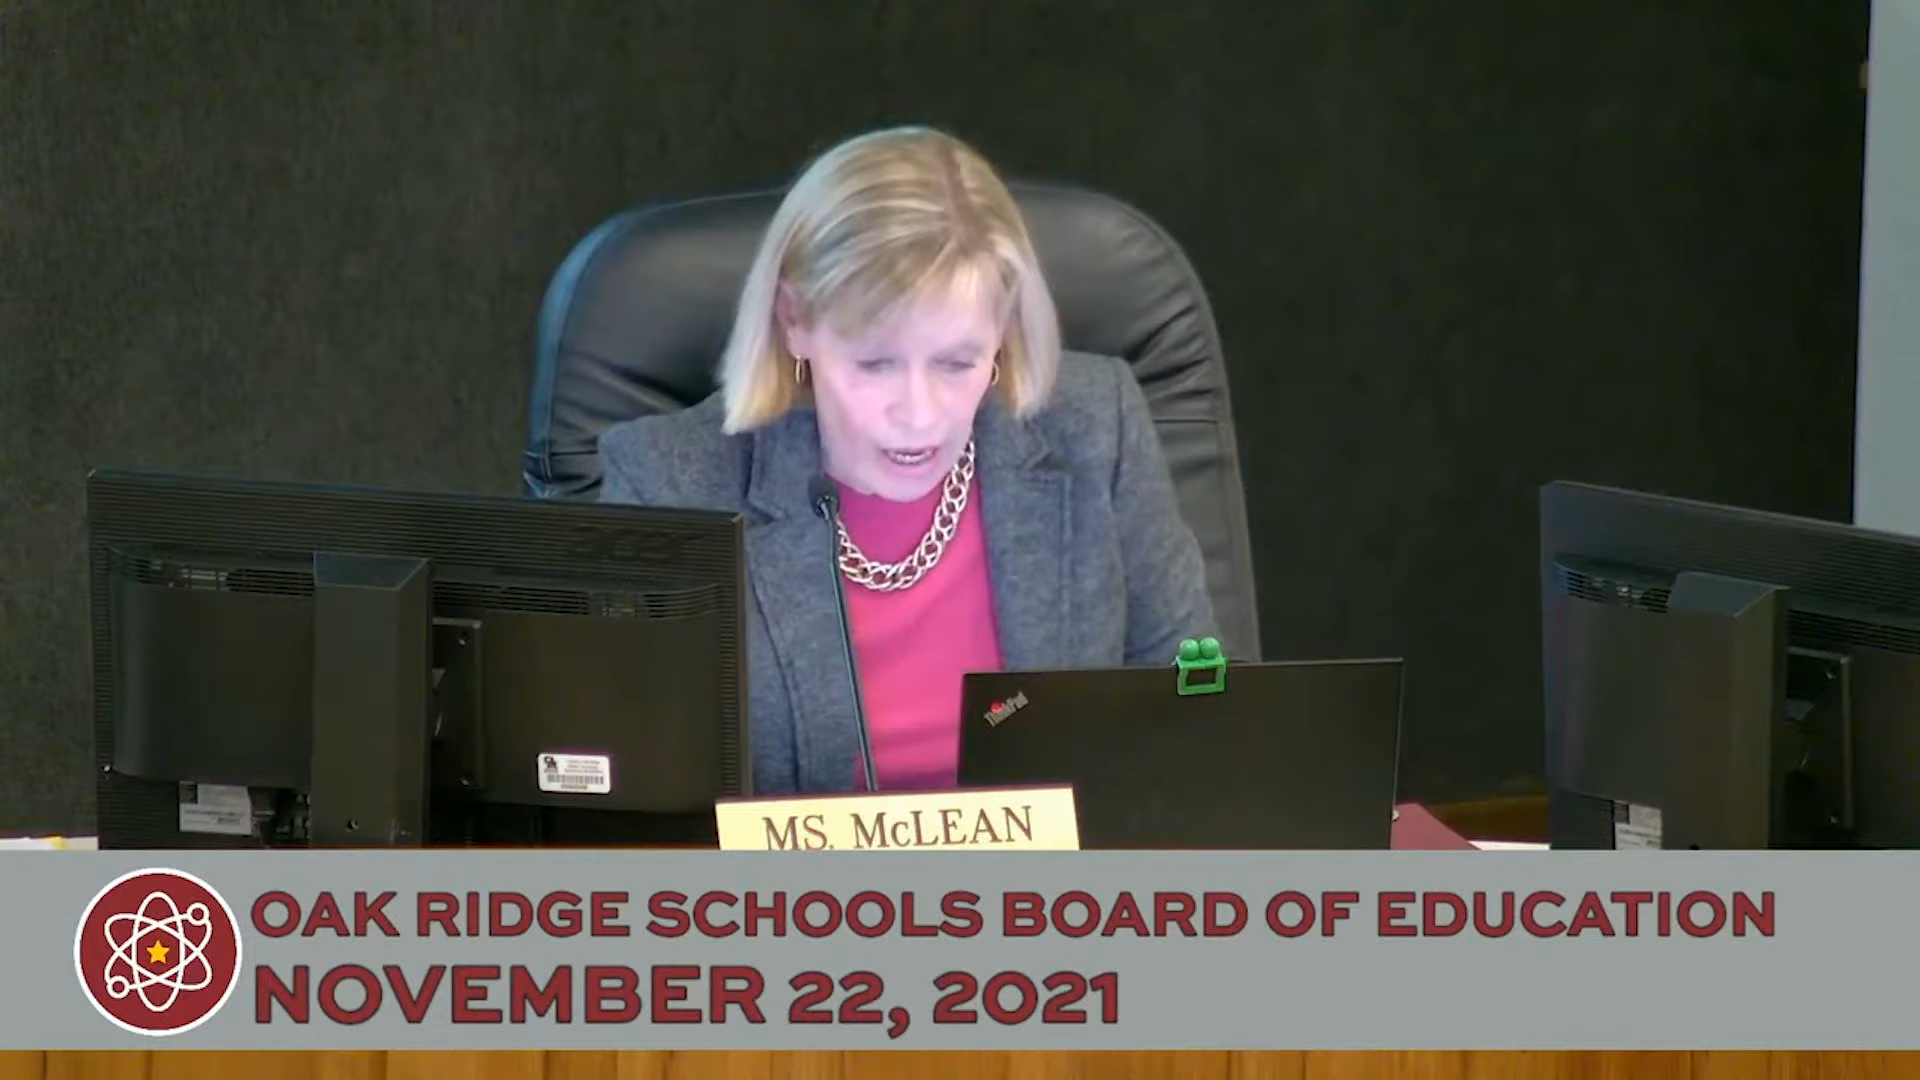 ThinkPad
MS. McLEAN
OAK RIDGE SCHOOLS BOARD OF EDUCATION
NOVEMBER 22, 2021